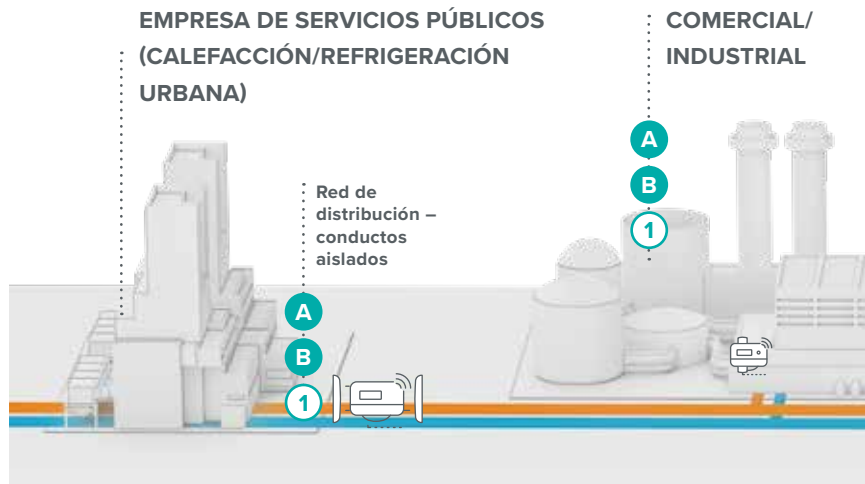 EMPRESA DE SERVICIOS PÚBLICOS
(CALEFACCIÓN/REFRIGERACIÓN
URBANA)
COMERCIAL/
INDUSTRIAL
A
B
1
Red de
distribución –
conductos
aislados
A
B
1